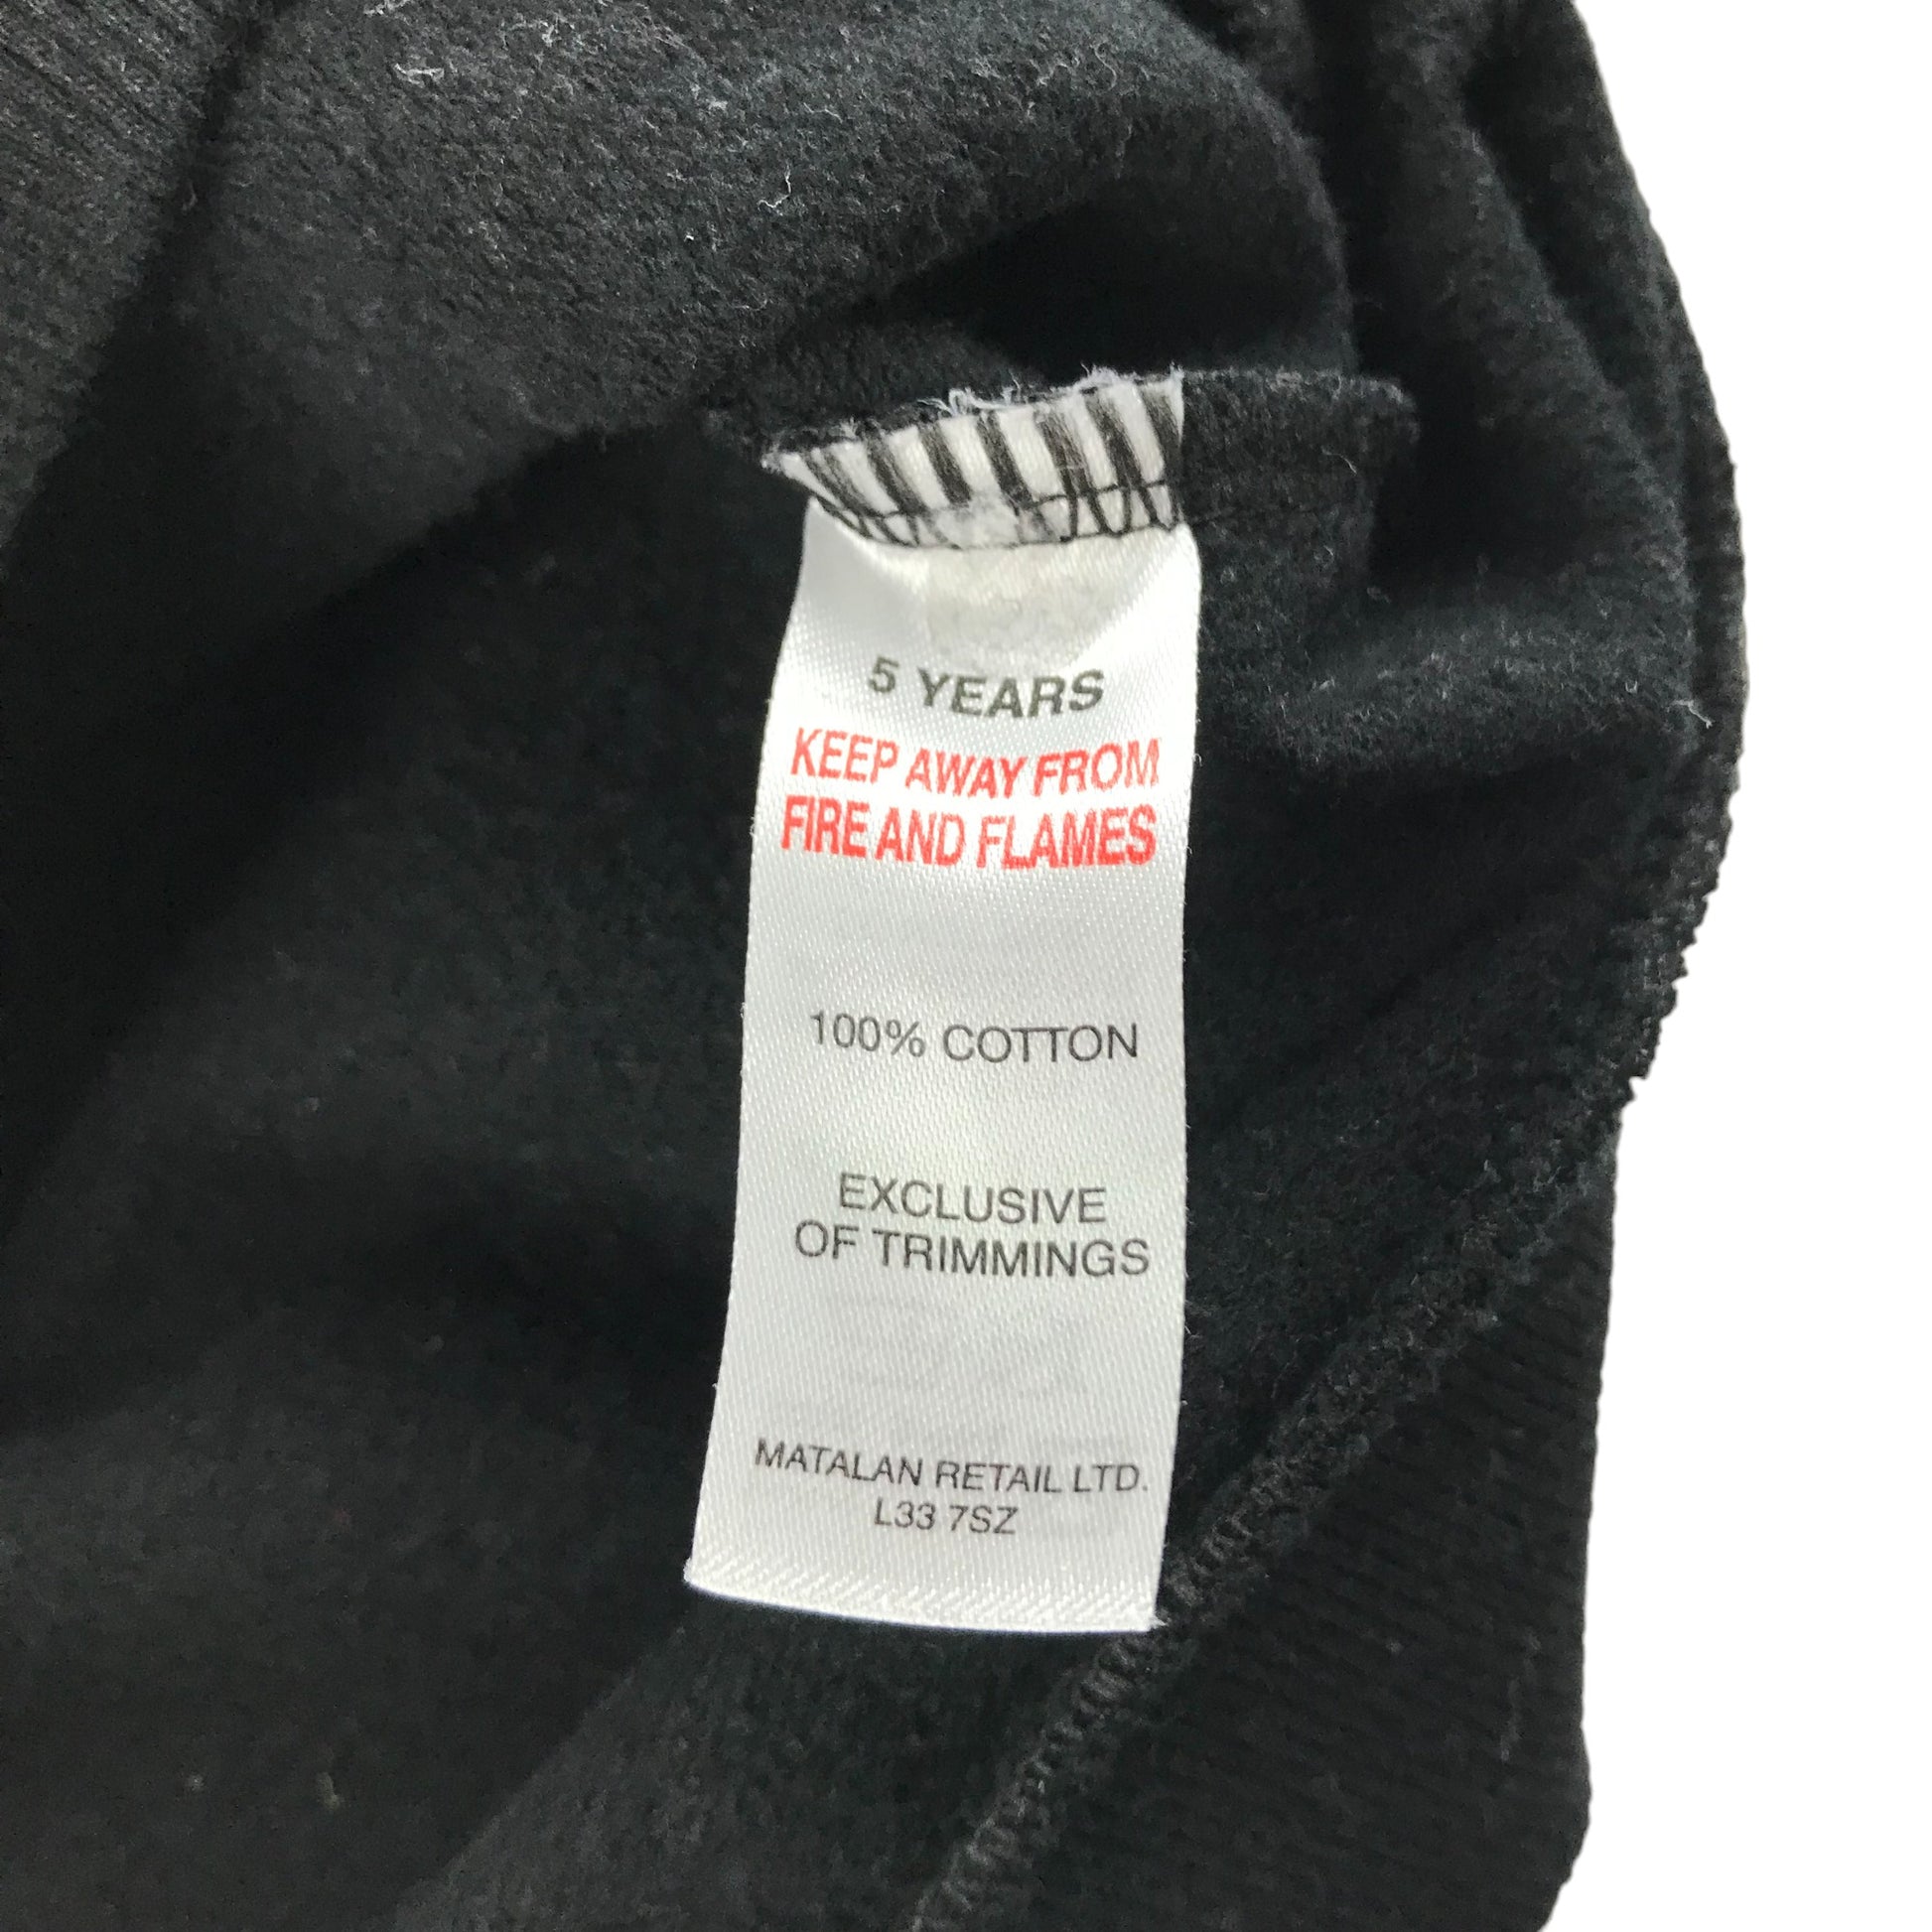 5 YEARS
KEEP AWAY FROM
FIRE AND FLAMES
100% COTTON
EXCLUSIVE
OF TRIMMINGS
MATALAN RETAIL LTD.
L33 7SZ